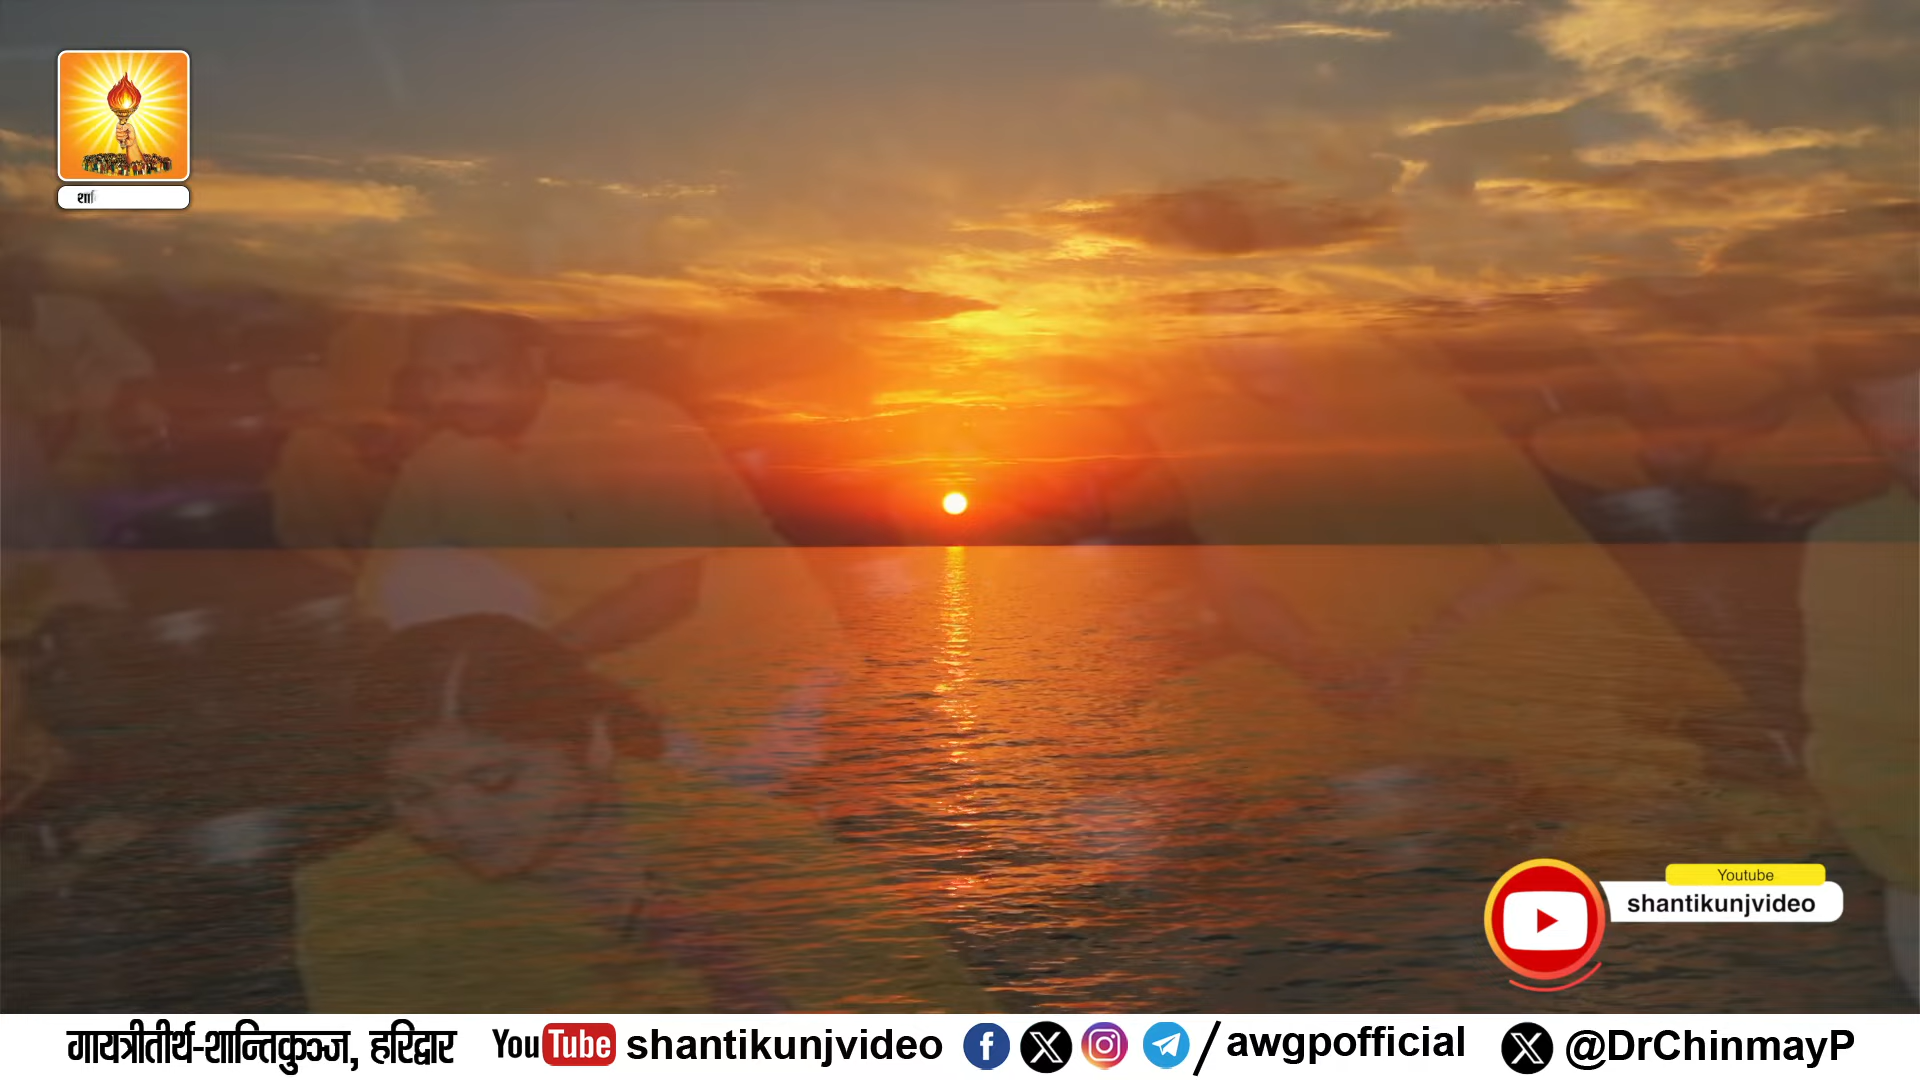 Youtube
shantikunjvideo
गायत्रीतीर्थ-शान्तिकुञ्ज, हरिद्वार YouTube shantikunjvideo / awgpofficial @DrChinmayP